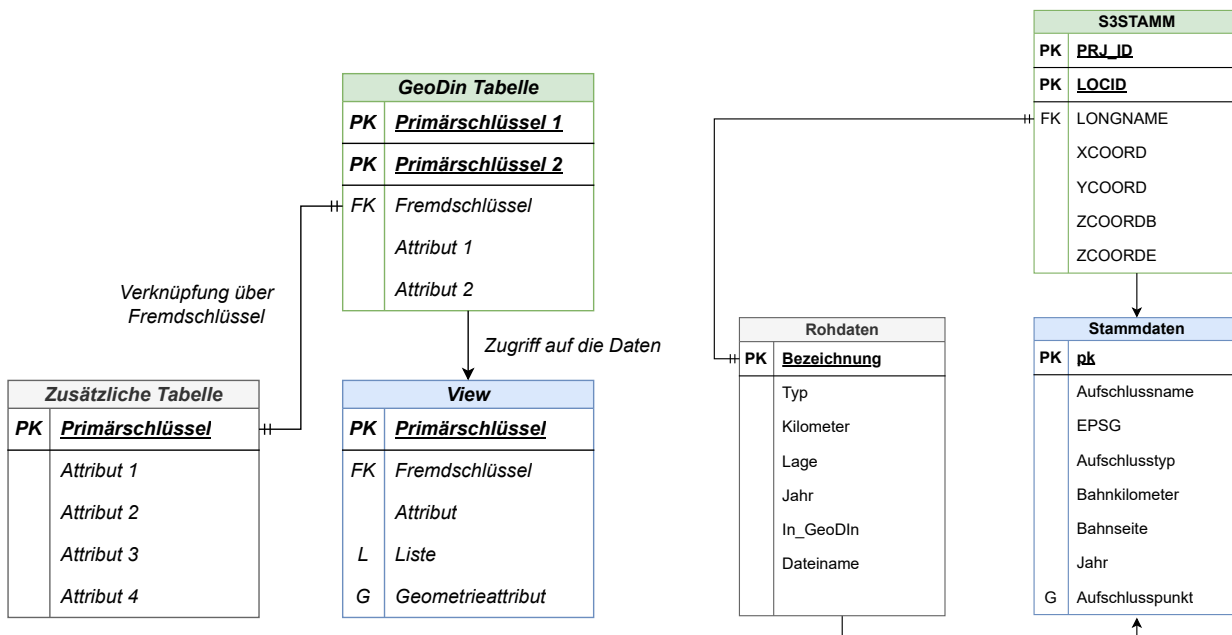 GeoDin Tabelle
PK Primärschlüssel 1
PK Primärschlüssel 2
FK Fremdschlüssel
Attribut 1
Attribut 2
Verknüpfung über
Fremdschlüssel
Zugriff auf die Daten
Zusätzliche Tabelle
PK Primärschlüssel
Attribut 1
Attribut 2
Attribut 3
Attribut 4
View
PK Primärschlüssel
FK Fremdschlüssel
Attribut
L Liste
G Geometrieattribut
S3STAMM
PK PRJ_ID
PK LOCID
FK LONGNAME
XCOORD
YCOORD
ZCOORDB
ZCOORDE
Rohdaten
PK Bezeichnung
Typ
Kilometer
Lage
Jahr
In_GeoDIn
Dateiname
Stammdaten
PK pk
Aufschlussname
EPSG
Aufschlusstyp
Bahnkilometer
Bahnseite
Jahr
G Aufschlusspunkt